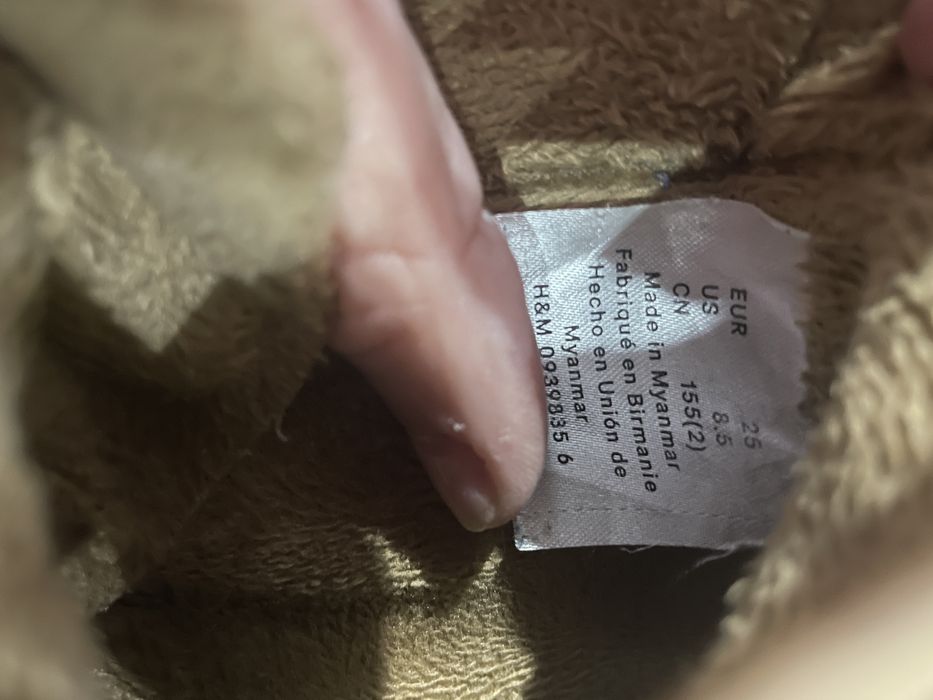 EUR 25
US 8.5
CN 155(2)
Made in Myanmar
Fabriqué en Birmanie
Hecho en Unión de
Myanmar
H&M 0939835 6